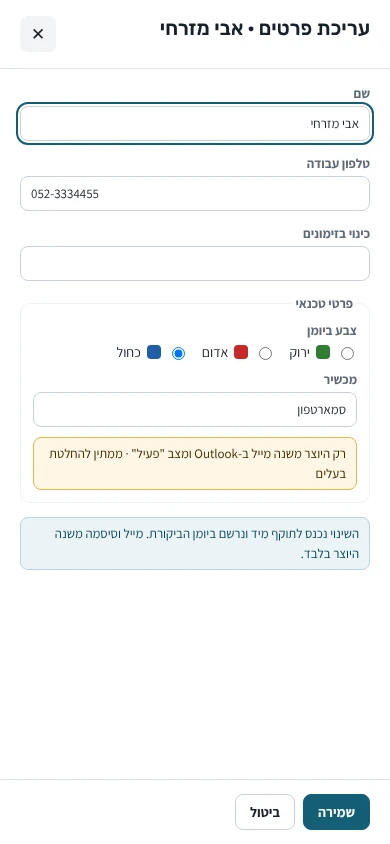 עריכת פרטים • אבי מזרחי
✕
שם
אבי מזרחי
טלפון עבודה
052-3334455
כינוי בזימונים
פרטי טכנאי
צבע ביומן
ירוק אדום כחול
מכשיר
סמארטפון
רק היוצר משנה מייל ב-Outlook ומצב "פעיל" · ממתין להחלטת
בעלים
השינוי נכנס לתוקף מיד ונרשם ביומן הביקורת. מייל וסיסמה משנה
היוצר בלבד.
שמירה ביטול